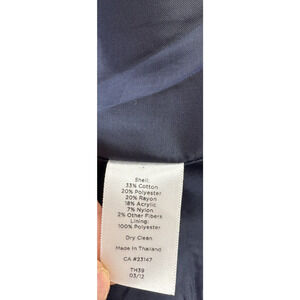 Shell:
33% Cotton
20% Polyester
20% Rayon
18% Acrylic
7% Nylon
2% Other Fibers
Lining:
100% Polyester
Dry Clean
Made in Thailand
CA #23147
TH39
03/12